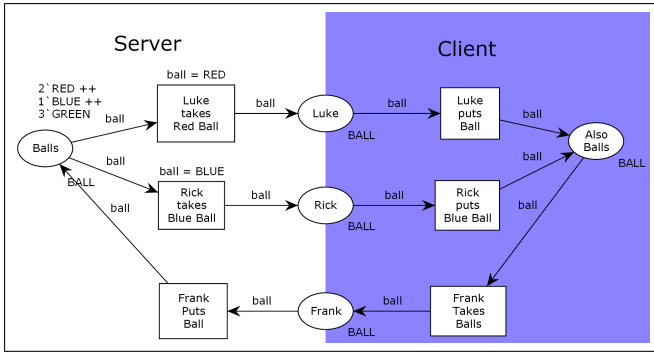 Server
Client
2`RED ++
1`BLUE ++
3`GREEN
ball = RED
Luke
takes
Red Ball
ball
ball
Luke
BALL
ball
Luke
puts
Ball
ball
Also
Balls
BALL
Balls
BALL
ball
ball = BLUE
Rick
takes
Blue Ball
ball
Rick
BALL
ball
Rick
puts
Blue Ball
ball
ball
ball
Frank
Puts
Ball
ball
Frank
BALL
ball
Frank
Takes
Balls